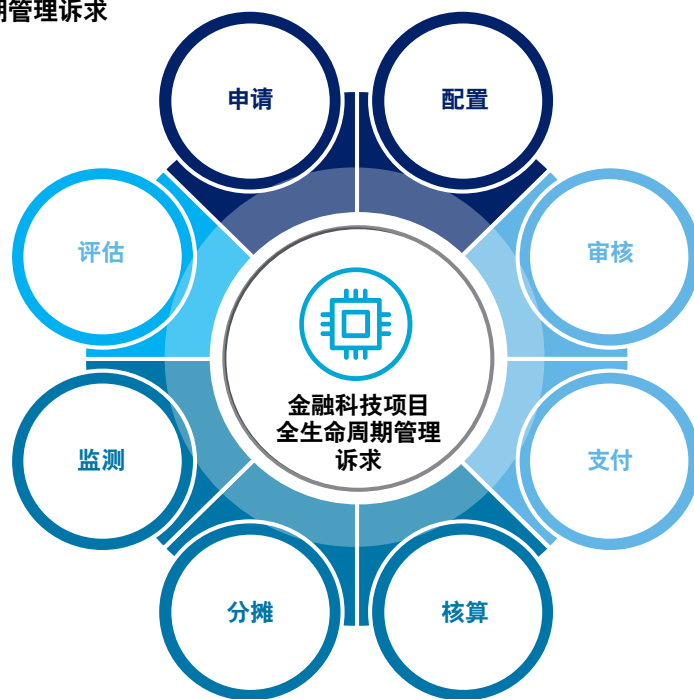 期管理诉求
申请
配置
评估
审核
金融科技项目
全生命周期管理
诉求
监测
支付
分摊
核算